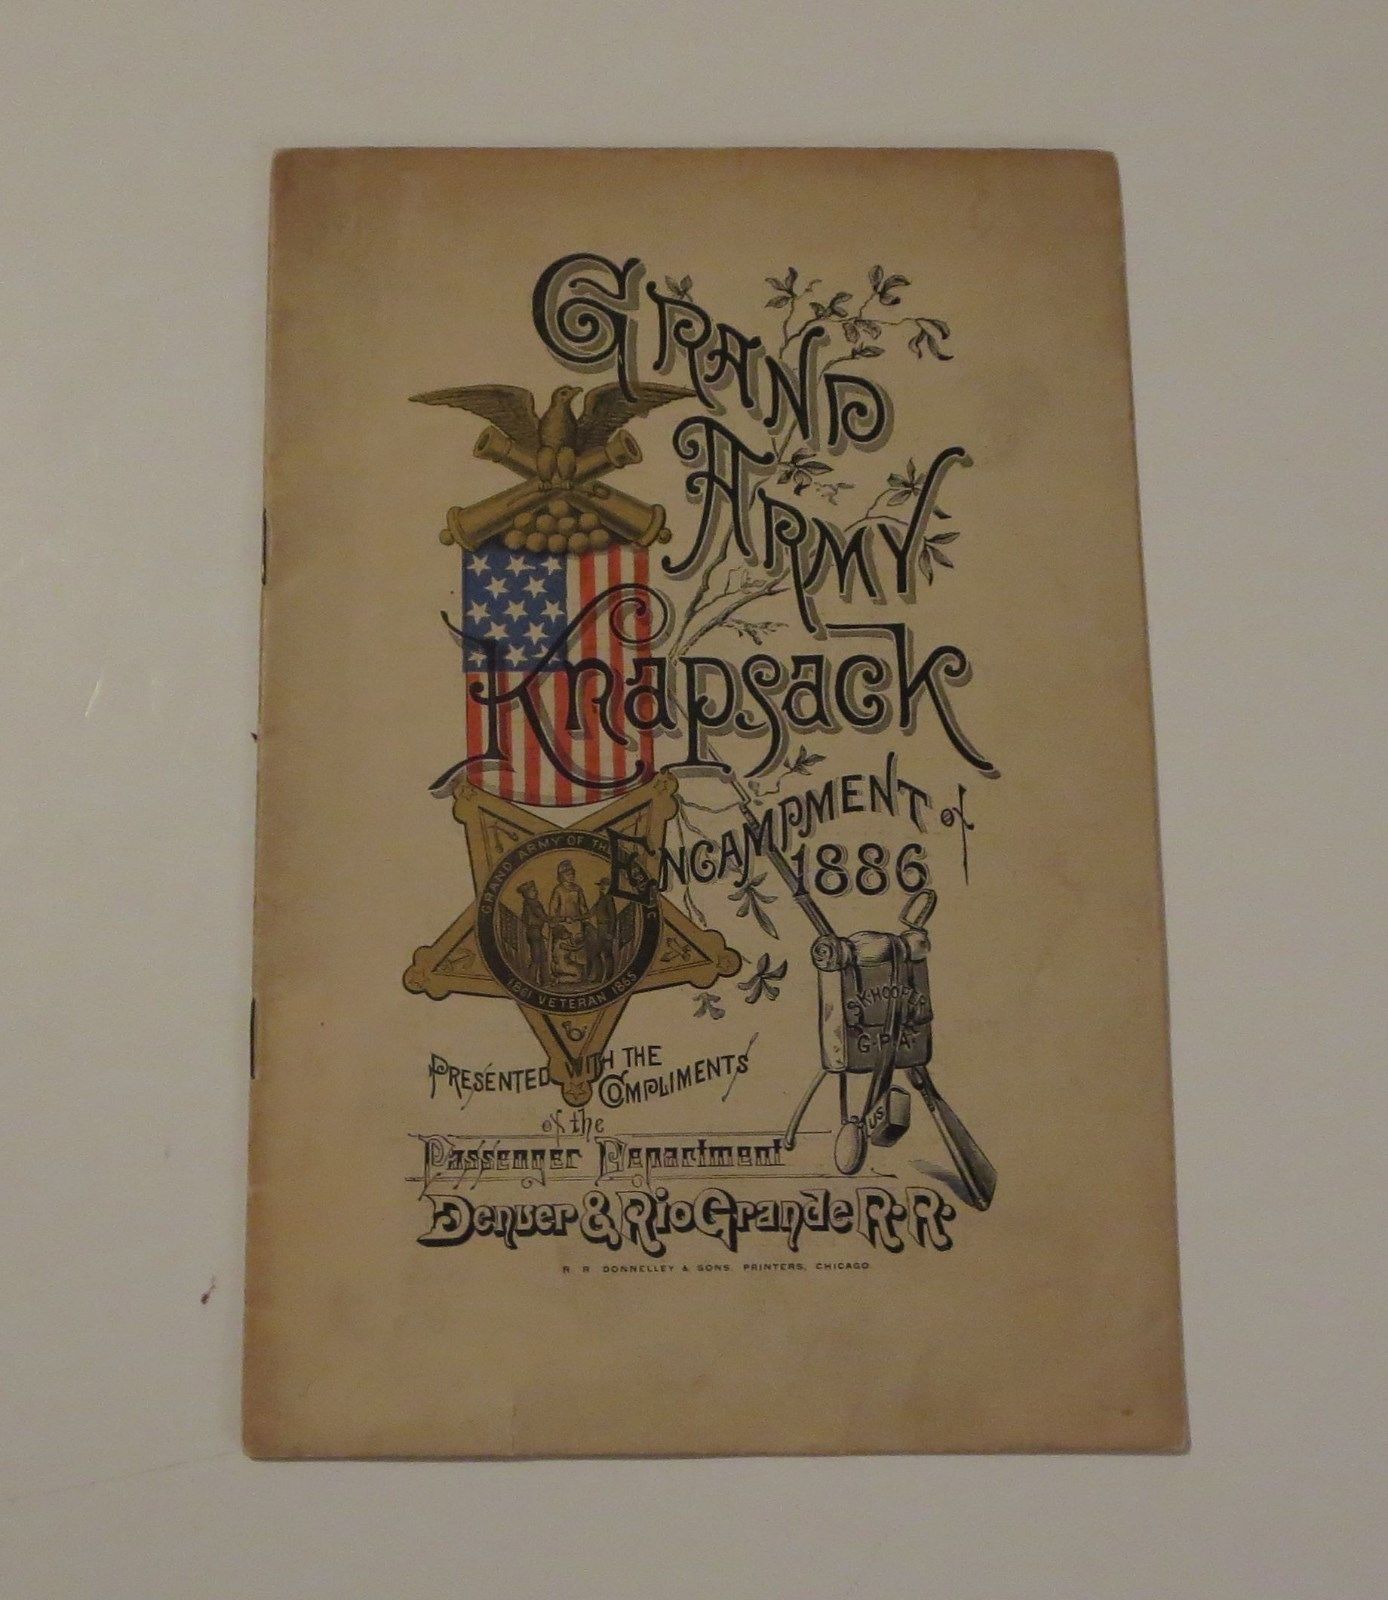 GRAND
ARMY
Knapsack
ENCAMPMENT of
1886
GRAND ARMY OF THE REPUBLIC
1861 VETERAN 1865
S.K.HOOPER
G.P.A.
US
PRESENTED WITH THE
COMPLIMENTS
of the
Passenger Department
Denver & Rio Grande R.R.
R R DONNELLEY & SONS. PRINTERS, CHICAGO.